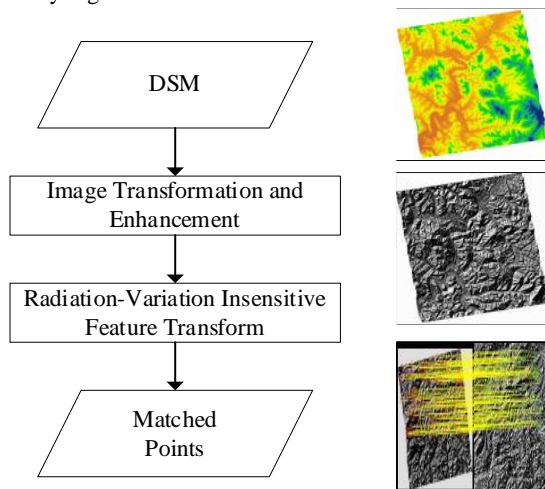 DSM
Image Transformation and
Enhancement
Radiation-Variation Insensitive
Feature Transform
Matched
Points